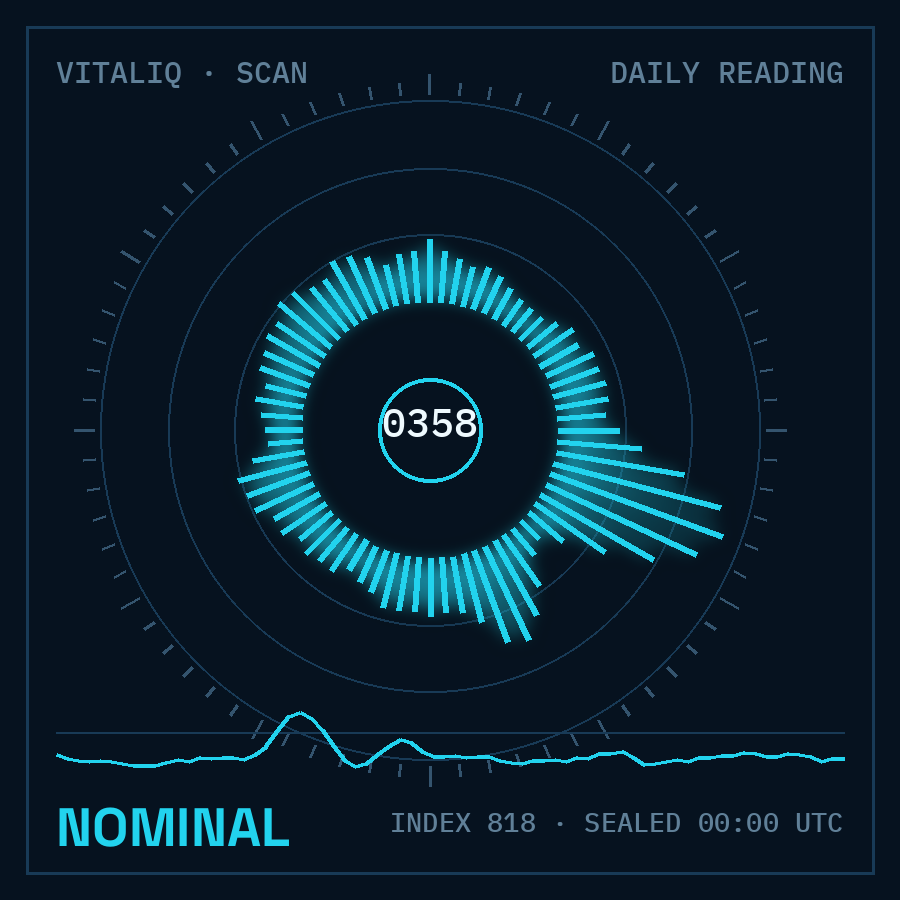 VITALIQ · SCAN
DAILY READING
0358
NOMINAL
INDEX 818 · SEALED 00:00 UTC